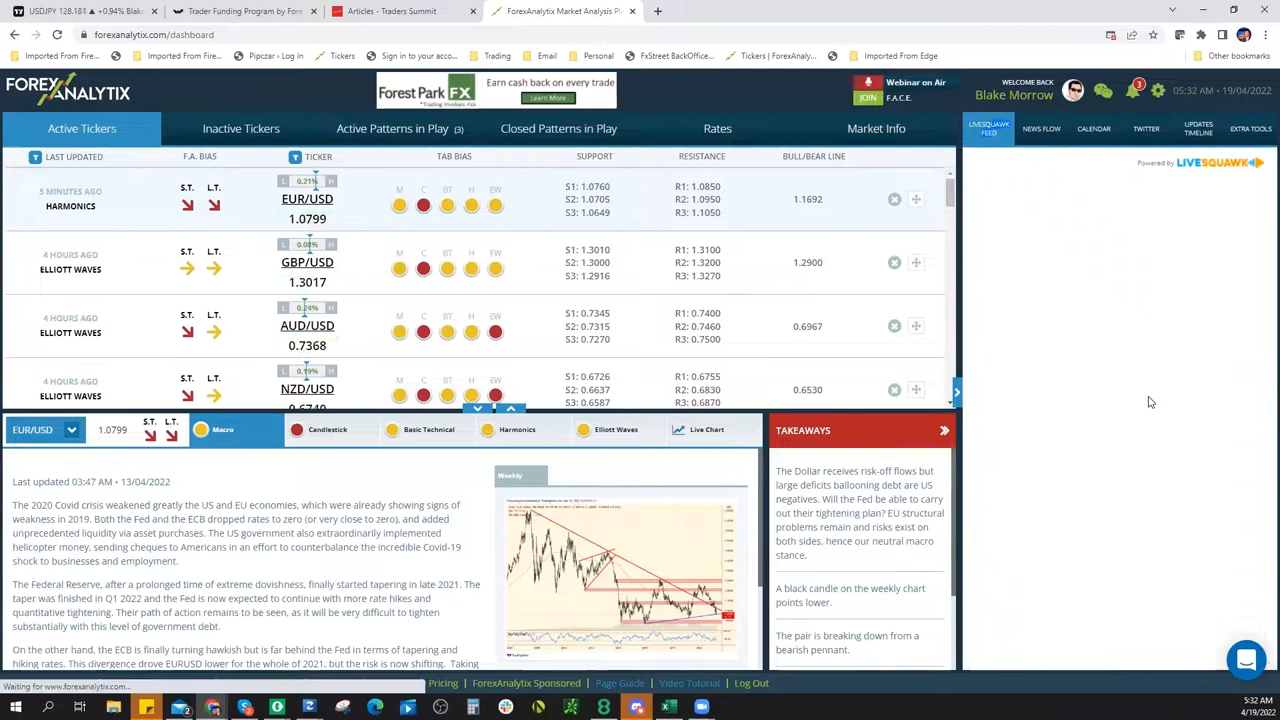 USDJPY 128.181 ▲ +0.94% Blake
Trader Funding Program by Fore
Articles - Traders Summit
ForexAnalytix Market Analysis Pl
forexanalytix.com/dashboard
Imported From Fire...
Imported From Fire...
Pipczar › Log In
Tickers
Sign in to your acco...
Trading
Email
Personal
FxStreet BackOffice...
Tickers | ForexAnaly...
Imported From Edge
Other bookmarks
FOREX ANALYTIX
Forest Park FX
*Trading Involves risk
Earn cash back on every trade
Learn More
Webinar on Air
JOIN F.A.C.E.
WELCOME BACK
Blake Morrow
3
05:32 AM • 19/04/2022
Active Tickers
Inactive Tickers
Active Patterns in Play (3)
Closed Patterns in Play
Rates
Market Info
LIVESQUAWK FEED
NEWS FLOW
CALENDAR
TWITTER
UPDATES TIMELINE
EXTRA TOOLS
LAST UPDATED
F.A. BIAS
TICKER
TAB BIAS
SUPPORT
RESISTANCE
BULL/BEAR LINE
Powered by LIVESQUAWK
5 MINUTES AGO
HARMONICS
S.T. L.T.
L 0.21% H
EUR/USD
1.0799
M C BT H EW
S1: 1.0760
S2: 1.0705
S3: 1.0649
R1: 1.0850
R2: 1.0950
R3: 1.1050
1.1692
4 HOURS AGO
ELLIOTT WAVES
S.T. L.T.
L 0.08% H
GBP/USD
1.3017
M C BT H EW
S1: 1.3010
S2: 1.3000
S3: 1.2916
R1: 1.3100
R2: 1.3200
R3: 1.3270
1.2900
4 HOURS AGO
ELLIOTT WAVES
S.T. L.T.
L 0.24% H
AUD/USD
0.7368
M C BT H EW
S1: 0.7345
S2: 0.7315
S3: 0.7270
R1: 0.7400
R2: 0.7460
R3: 0.7500
0.6967
4 HOURS AGO
ELLIOTT WAVES
S.T. L.T.
L 0.19% H
NZD/USD
0.6740
M C BT H EW
S1: 0.6726
S2: 0.6637
S3: 0.6587
R1: 0.6755
R2: 0.6830
R3: 0.6870
0.6530
EUR/USD
1.0799
S.T. L.T.
Macro
Candlestick
Basic Technical
Harmonics
Elliott Waves
Live Chart
TAKEAWAYS
Last updated 03:47 AM • 13/04/2022
The 2020 Covid crisis weakened greatly the US and EU economies, which were already showing signs of
weakness in 2019. Both the Fed and the ECB dropped rates to zero (or very close to zero), and added
unprecedented liquidity via asset purchases. The US government also extraordinarily implemented
helicopter money, sending cheques to Americans in an effort to counterbalance the incredible Covid-19
shock to businesses and employment.
The Federal Reserve, after a prolonged time of extreme dovishness, finally started tapering in late 2021. The
taper was finished in Q1 2022 and the Fed is now expected to continue with more rate hikes and
quantitative tightening. Their path of action remains to be seen, as it will be very difficult to tighten
substantially with this level of government debt.
On the other hand, the ECB is finally turning hawkish but is far behind the Fed in terms of tapering and
hiking rates. This divergence drove EURUSD lower for the whole of 2021, but the risk is now shifting. Taking
Weekly
The Dollar receives risk-off flows but
large deficits ballooning debt are US
negatives. Will the Fed be able to carry
out their tightening plan? EU structural
problems remain and risks exist on
both sides, hence our neutral macro
stance.
A black candle on the weekly chart
points lower.
The pair is breaking down from a
bearish pennant.
Waiting for www.forexanalytix.com...
Pricing
ForexAnalytix Sponsored
Page Guide
Video Tutorial
Log Out
5:32 AM
4/19/2022